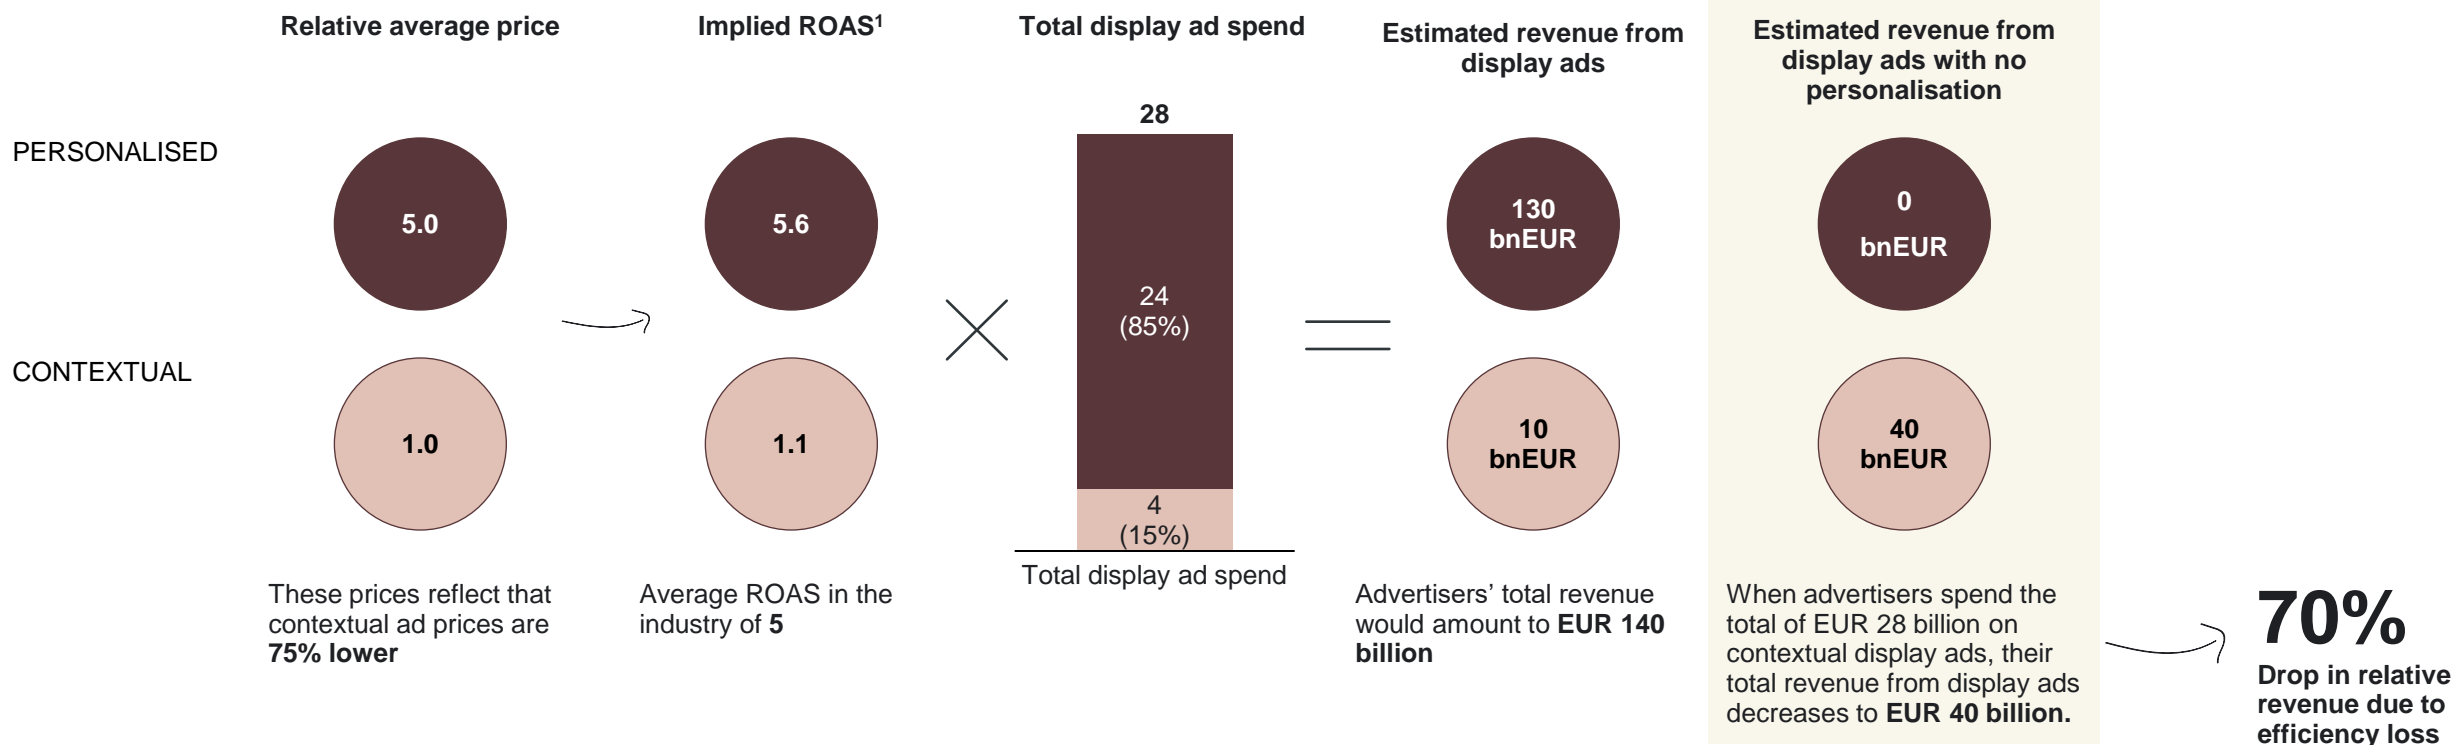 Relative average price
Implied ROAS¹
Total display ad spend
Estimated revenue from
display ads
Estimated revenue from
display ads with no
personalisation
PERSONALISED
5.0
5.6
28
24
(85%)
130
bnEUR
0
bnEUR
CONTEXTUAL
1.0
1.1
4
(15%)
Total display ad spend
10
bnEUR
40
bnEUR
These prices reflect that
contextual ad prices are
75% lower
Average ROAS in the
industry of 5
Advertisers’ total revenue
would amount to EUR 140
billion
When advertisers spend the
total of EUR 28 billion on
contextual display ads, their
total revenue from display ads
decreases to EUR 40 billion.
70%
Drop in relative
revenue due to
efficiency loss